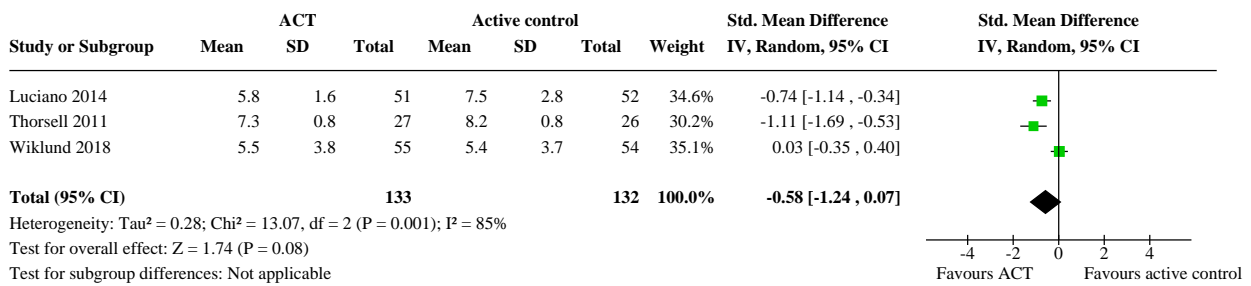 ACT Active control Std. Mean Difference Std. Mean Difference
Study or Subgroup Mean SD Total Mean SD Total Weight IV, Random, 95% CI IV, Random, 95% CI
Luciano 2014 5.8 1.6 51 7.5 2.8 52 34.6% -0.74 [-1.14 , -0.34]
Thorsell 2011 7.3 0.8 27 8.2 0.8 26 30.2% -1.11 [-1.69 , -0.53]
Wiklund 2018 5.5 3.8 55 5.4 3.7 54 35.1% 0.03 [-0.35 , 0.40]
Total (95% CI) 133 132 100.0% -0.58 [-1.24 , 0.07]
Heterogeneity: Tau² = 0.28; Chi² = 13.07, df = 2 (P = 0.001); I² = 85%
Test for overall effect: Z = 1.74 (P = 0.08)
Test for subgroup differences: Not applicable
-4 -2 0 2 4
Favours ACT Favours active control